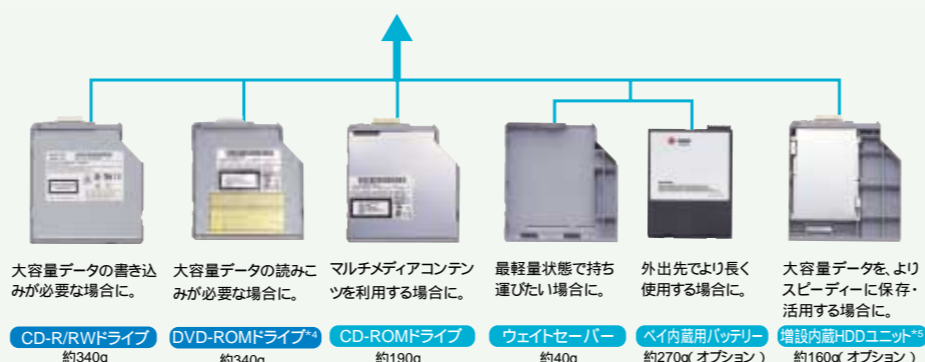 大容量データの書き込
みが必要な場合に。
CD-R/RWドライブ
約340g
大容量データの読みこ
みが必要な場合に。
DVD-ROMドライブ*4
約340g
マルチメディアコンテン
ツを利用する場合に。
CD-ROMドライブ
約190g
最軽量状態で持ち
運びたい場合に。
ウェイトセーバー
約40g
外出先でより長く
使用する場合に。
ベイ内蔵用バッテリー
約270g( オプション )
大容量データを、より
スピーディーに保存・
活用する場合に。
増設内蔵HDDユニット*5
約160g( オプション )